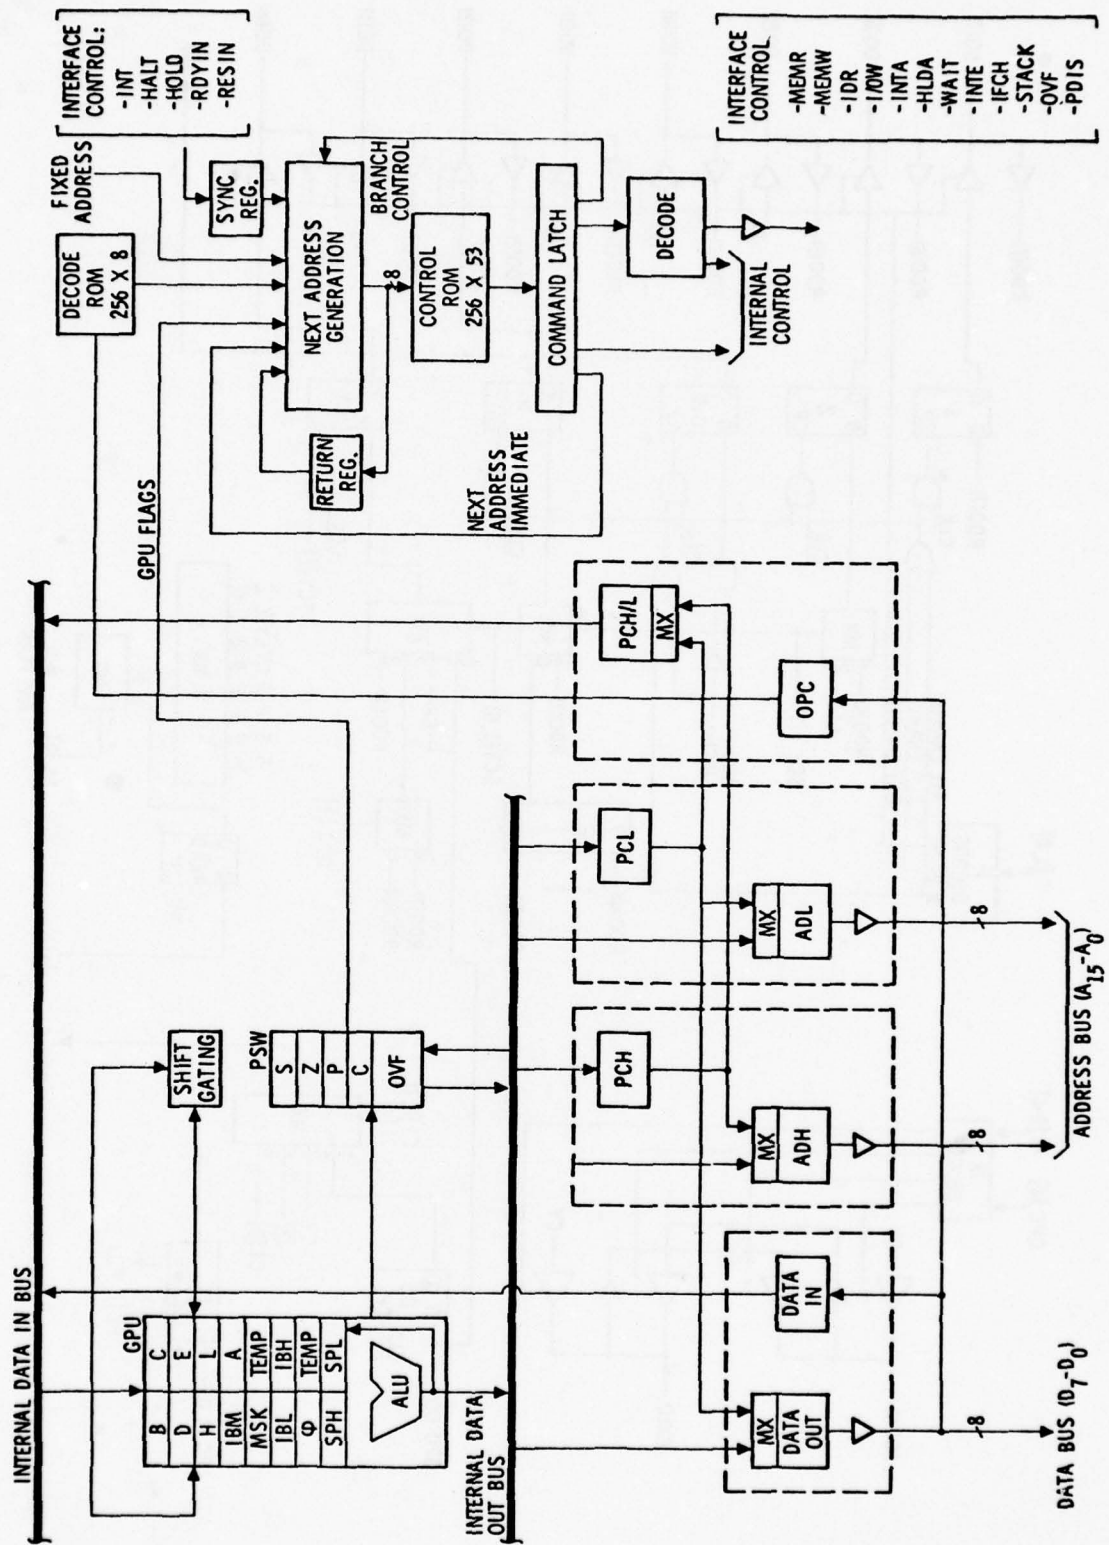 INTERNAL DATA IN BUS
GPU
B C
D E
H L
IBM A
MSK TEMP
IBL IBH
Φ TEMP
SPH SPL
ALU
SHIFT
GATING
PSW
S
Z
P
C
OVF
INTERNAL DATA
OUT BUS
GPU FLAGS
DECODE
ROM
256 X 8
FIXED
ADDRESS
INTERFACE
CONTROL:
-INT
-HALT
-HOLD
-RDYIN
-RESIN
SYNC
REG.
NEXT ADDRESS
GENERATION
RETURN
REG.
BRANCH
CONTROL
8
CONTROL
ROM
256 X 53
NEXT
ADDRESS
IMMEDIATE
COMMAND LATCH
DECODE
INTERNAL
CONTROL
INTERFACE
CONTROL
-MEMR
-MEMW
-IDR
-I/OW
-INTA
-HLDA
-WAIT
-INTE
-IFCH
-STACK
-OVF
-PDIS
MX
DATA
OUT
DATA
IN
PCH
MX
ADH
PCL
MX
ADL
PCH/L
MX
OPC
8
8
8
DATA BUS (D7-D0)
ADDRESS BUS (A15-A0)